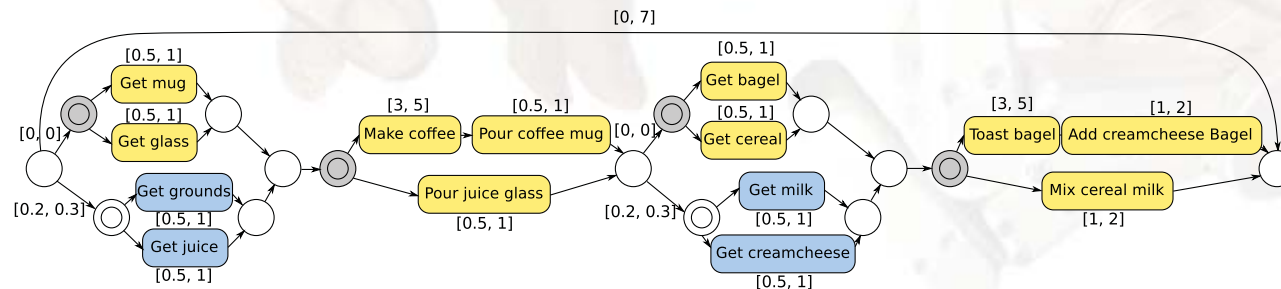 [0, 7]
[0, 0]
[0.5, 1]
Get mug
[0.5, 1]
Get glass
[0.2, 0.3]
Get grounds
[0.5, 1]
Get juice
[0.5, 1]
[3, 5]
Make coffee
[0.5, 1]
Pour coffee mug
Pour juice glass
[0.5, 1]
[0, 0]
[0.5, 1]
Get bagel
[0.5, 1]
Get cereal
[0.2, 0.3]
Get milk
[0.5, 1]
Get creamcheese
[0.5, 1]
[3, 5]
Toast bagel
[1, 2]
Add creamcheese Bagel
Mix cereal milk
[1, 2]